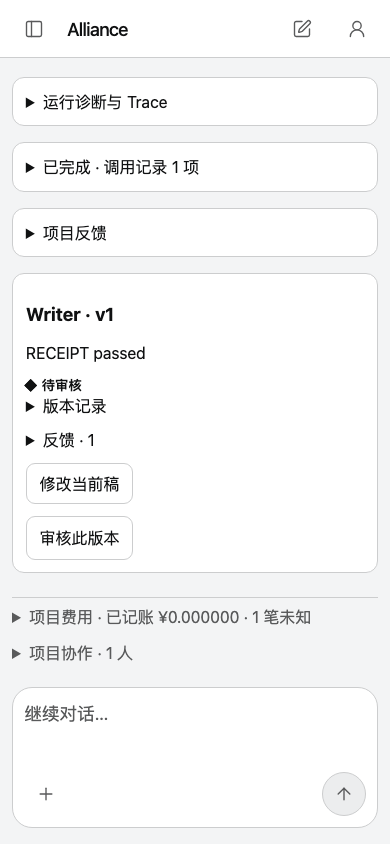 Alliance
▶ 运行诊断与 Trace
▶ 已完成 · 调用记录 1 项
▶ 项目反馈
Writer · v1
RECEIPT passed
◆ 待审核
▶ 版本记录
▶ 反馈 · 1
修改当前稿
审核此版本
▶ 项目费用 · 已记账 ¥0.000000 · 1 笔未知
▶ 项目协作 · 1 人
继续对话...